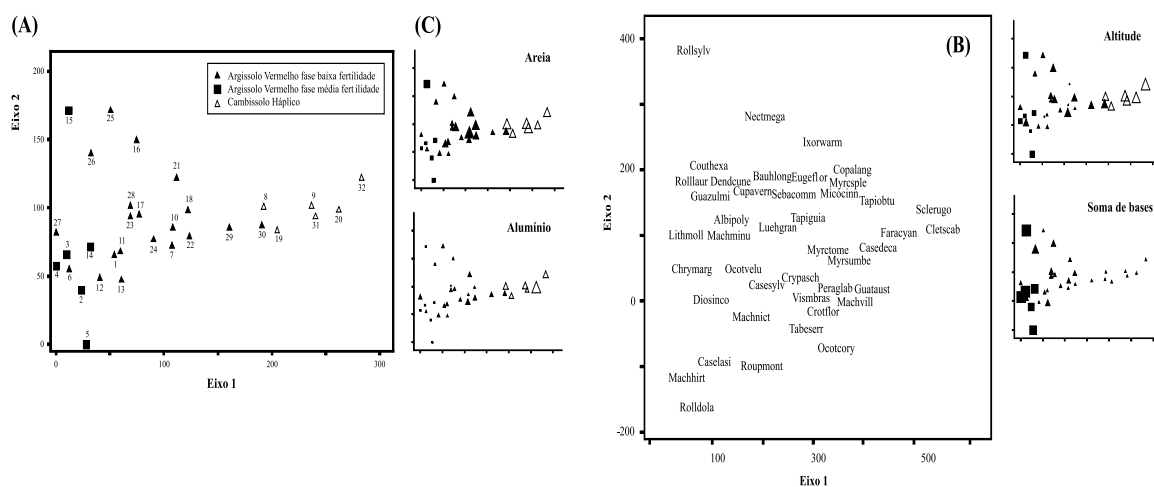 (A)
Eixo 2
200
150
100
50
0
Argissolo Vermelho fase baixa fertilidade
Argissolo Vermelho fase média fertilidade
Cambissolo Háplico
15
25
26
16
21
32
28
17
18
8
9
27
23
10
31
20
3
14
11
24
7
22
29
30
19
4
6
1
12
13
2
5
0
100
200
300
Eixo 1
(C)
Areia
Alumínio
(B)
Eixo 2
400
200
0
-200
Rollsylv
Nectmega
Ixorwarm
Couthexa
Copalang
Rolllaur Dendcune
Bauhlong
Eugeflor
Myrcsple
Guazulmi
Cupavern
Sebacomm
Micocinn
Tapiobtu
Sclerugo
Albipoly
Tapiguia
Luehgran
Cletscab
Lithmoll
Machminu
Faracyan
Myrctome
Casedeca
Myrsumbe
Chrymarg
Ocotvelu
Crypasch
Casesylv
Peraglab
Guataust
Diosinco
Vismbras
Machvill
Crotflor
Machnict
Tabeserr
Ocotcory
Caselasi
Roupmont
Machhirt
Rolldola
100
300
500
Eixo 1
Altitude
Soma de bases